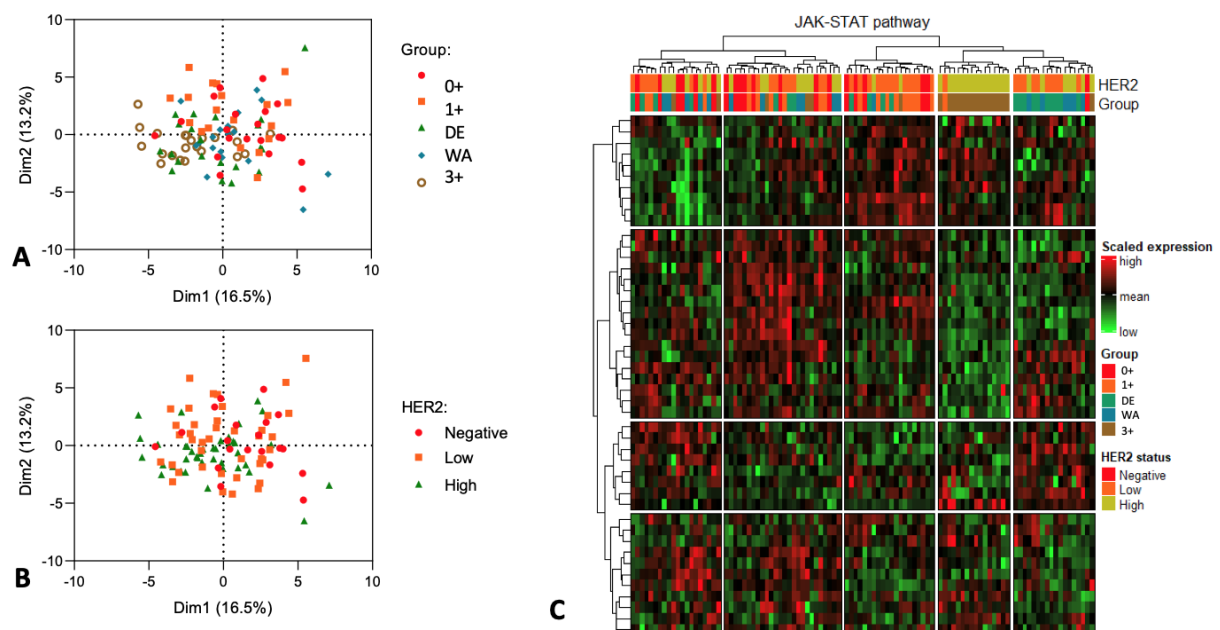 10
5
0
-5
-10
Dim2 (13.2%)
-10
-5
0
5
10
Dim1 (16.5%)
A
Group:
0+
1+
DE
WA
3+
10
5
0
-5
-10
Dim2 (13.2%)
-10
-5
0
5
10
Dim1 (16.5%)
B
HER2:
Negative
Low
High
JAK-STAT pathway
HER2
Group
Scaled expression
high
mean
low
Group
0+
1+
DE
WA
3+
HER2 status
Negative
Low
High
C